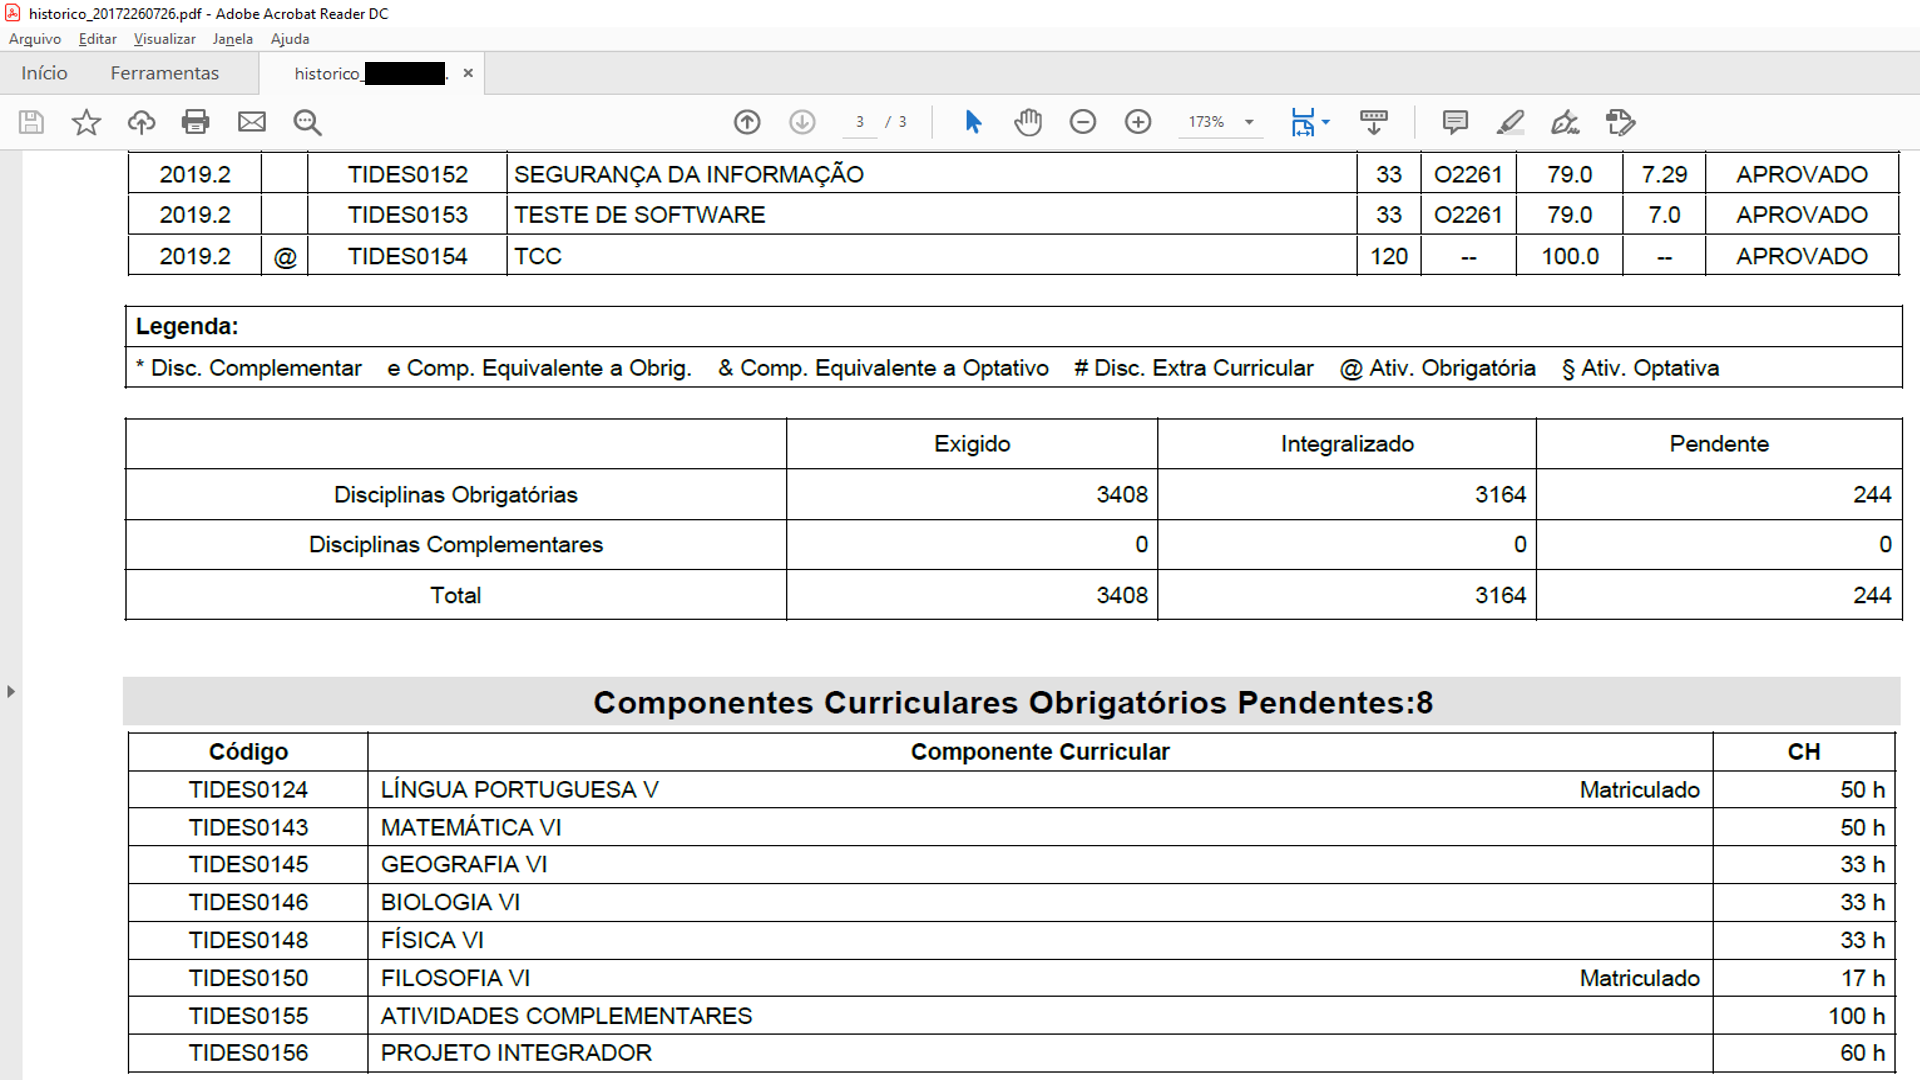 historico_20172260726.pdf - Adobe Acrobat Reader DC
Arquivo Editar Visualizar Janela Ajuda
Início Ferramentas historico_ . ×
3 / 3 173%
2019.2 TIDES0152 SEGURANÇA DA INFORMAÇÃO 33 O2261 79.0 7.29 APROVADO
2019.2 TIDES0153 TESTE DE SOFTWARE 33 O2261 79.0 7.0 APROVADO
2019.2 @ TIDES0154 TCC 120 -- 100.0 -- APROVADO
Legenda:
* Disc. Complementar e Comp. Equivalente a Obrig. & Comp. Equivalente a Optativo # Disc. Extra Curricular @ Ativ. Obrigatória § Ativ. Optativa
Exigido Integralizado Pendente
Disciplinas Obrigatórias 3408 3164 244
Disciplinas Complementares 0 0 0
Total 3408 3164 244
Componentes Curriculares Obrigatórios Pendentes:8
Código Componente Curricular CH
TIDES0124 LÍNGUA PORTUGUESA V Matriculado 50 h
TIDES0143 MATEMÁTICA VI 50 h
TIDES0145 GEOGRAFIA VI 33 h
TIDES0146 BIOLOGIA VI 33 h
TIDES0148 FÍSICA VI 33 h
TIDES0150 FILOSOFIA VI Matriculado 17 h
TIDES0155 ATIVIDADES COMPLEMENTARES 100 h
TIDES0156 PROJETO INTEGRADOR 60 h